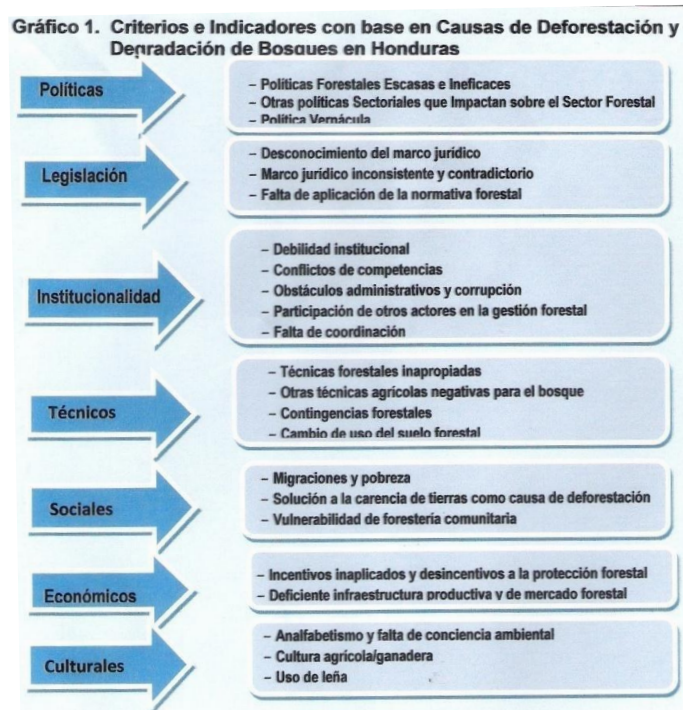 Gráfico 1. Criterios e Indicadores con base en Causas de Deforestación y
Degradación de Bosques en Honduras
Políticas
– Políticas Forestales Escasas e Ineficaces
– Otras políticas Sectoriales que Impactan sobre el Sector Forestal
– Política Vernácula
Legislación
– Desconocimiento del marco jurídico
– Marco jurídico inconsistente y contradictorio
– Falta de aplicación de la normativa forestal
Institucionalidad
– Debilidad institucional
– Conflictos de competencias
– Obstáculos administrativos y corrupción
– Participación de otros actores en la gestión forestal
– Falta de coordinación
Técnicos
– Técnicas forestales inapropiadas
– Otras técnicas agrícolas negativas para el bosque
– Contingencias forestales
– Cambio de uso del suelo forestal
Sociales
– Migraciones y pobreza
– Solución a la carencia de tierras como causa de deforestación
– Vulnerabilidad de forestería comunitaria
Económicos
– Incentivos inaplicados y desincentivos a la protección forestal
– Deficiente infraestructura productiva y de mercado forestal
Culturales
– Analfabetismo y falta de conciencia ambiental
– Cultura agrícola/ganadera
– Uso de leña